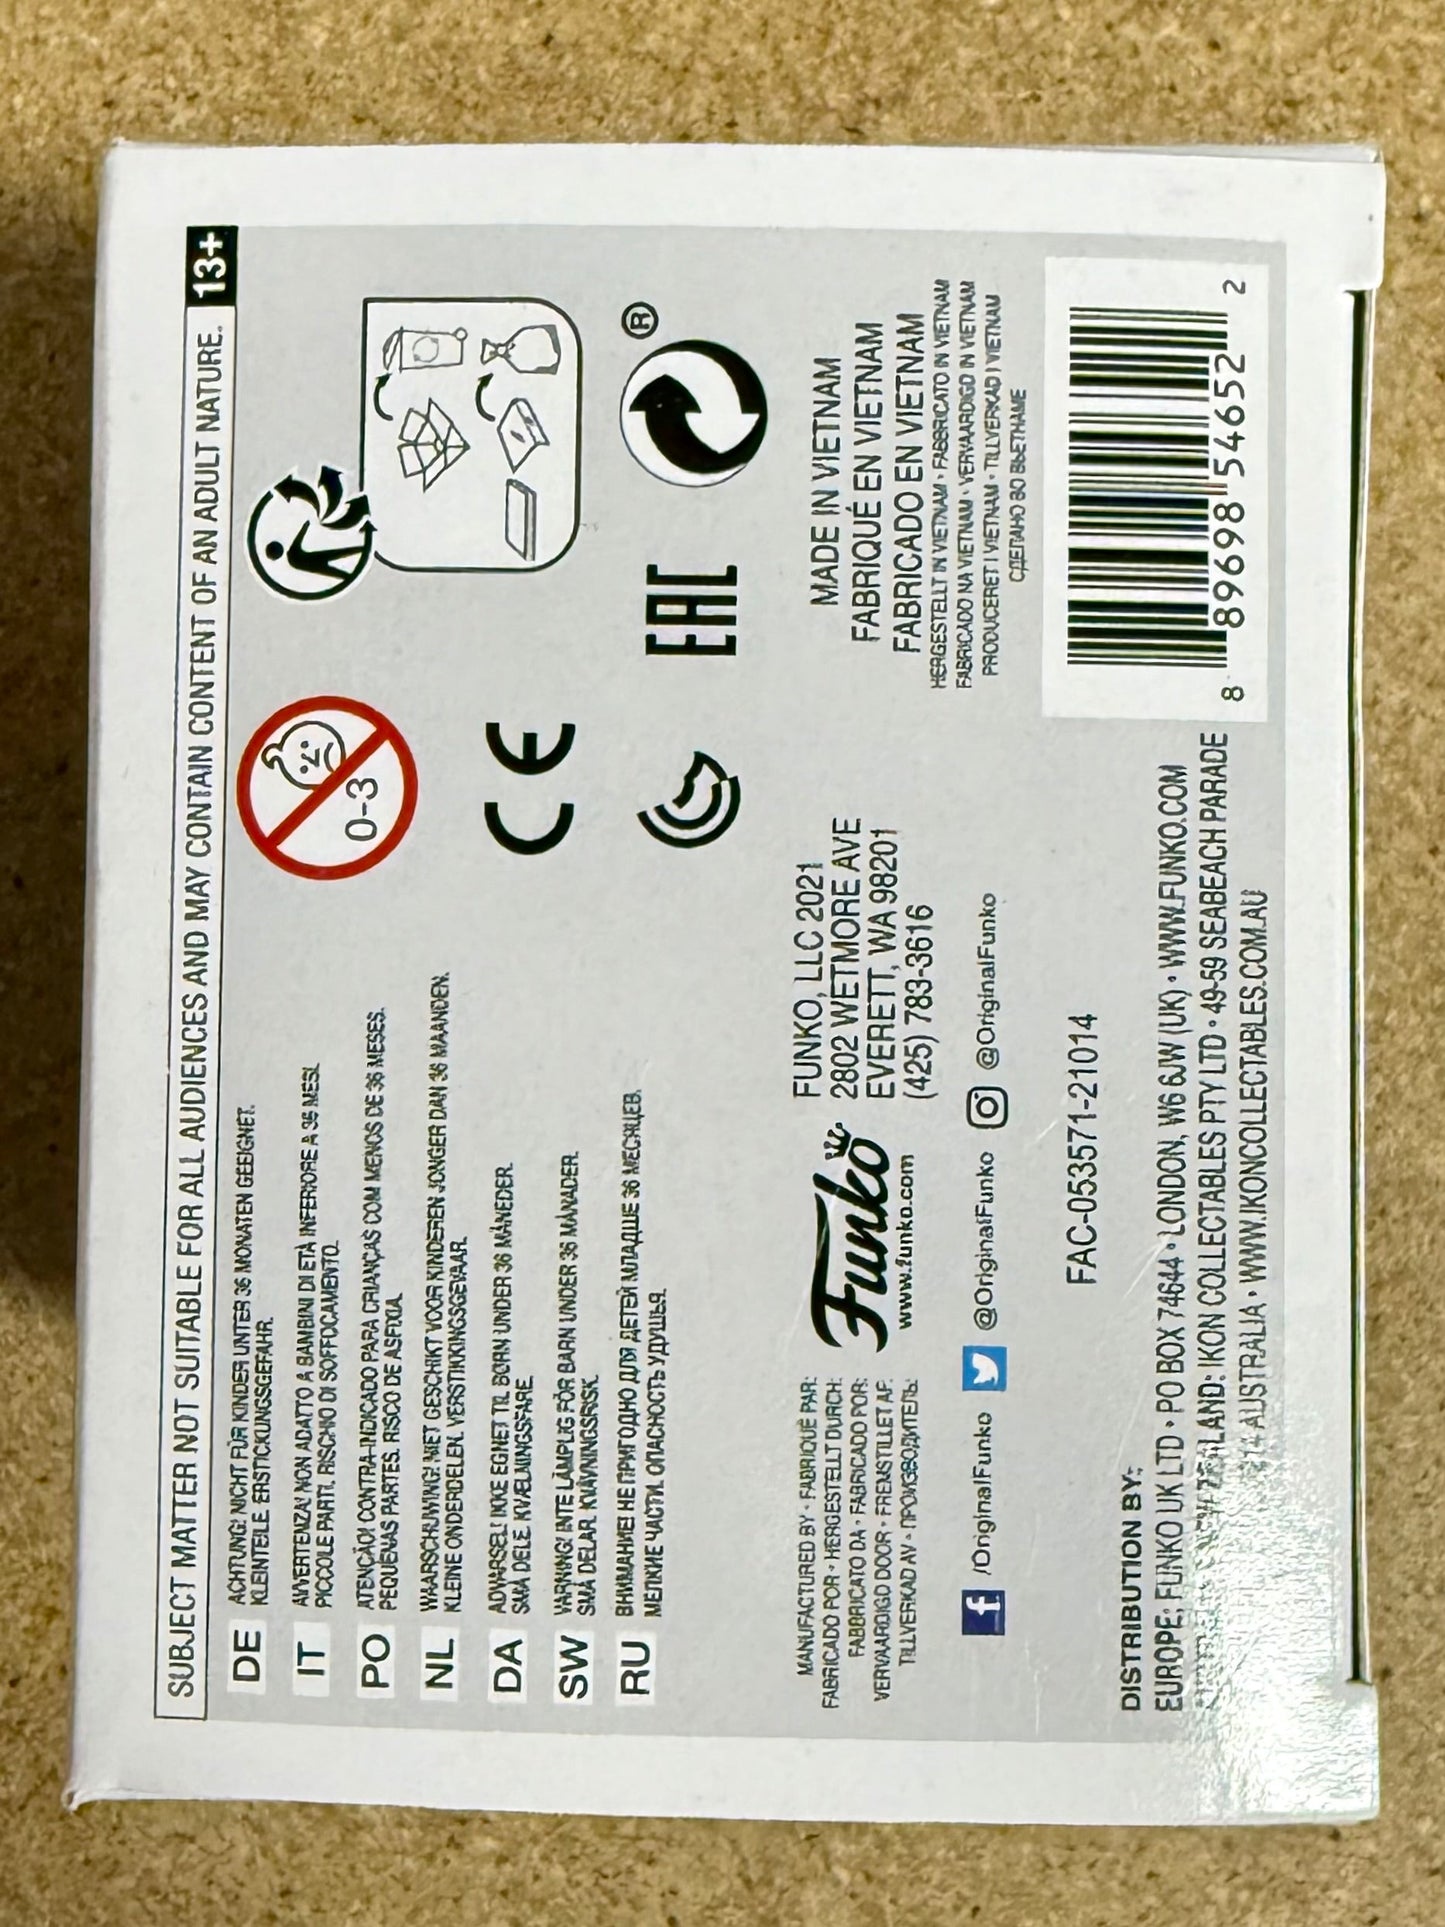 SUBJECT MATTER NOT SUITABLE FOR ALL AUDIENCES AND MAY CONTAIN CONTENT OF AN ADULT NATURE. 13+
DE ACHTUNG! NICHT FÜR KINDER UNTER 36 MONATEN GEEIGNET.
KLEINTEILE. ERSTICKUNGSGEFAHR.
IT AVVERTENZA! NON ADATTO A BAMBINI DI ETÀ INFERIORE A 36 MESI.
PICCOLE PARTI. RISCHIO DI SOFFOCAMENTO.
PO ATENÇÃO! CONTRA-INDICADO PARA CRIANÇAS COM MENOS DE 36 MESES.
PEQUENAS PARTES. RISCO DE ASFIXIA.
NL WAARSCHUWING! NIET GESCHIKT VOOR KINDEREN JONGER DAN 36 MAANDEN.
KLEINE ONDERDELEN. VERSTIKKINGSGEVAAR.
DA ADVARSEL! IKKE EGNET TIL BØRN UNDER 36 MÅNEDER.
SMÅ DELE. KVÆLNINGSFARE.
SW VARNING! INTE LÄMPLIG FÖR BARN UNDER 36 MÅNADER.
SMÅ DELAR. KVÄVNINGSRISK.
RU ВНИМАНИЕ! НЕ ПРИГОДНО ДЛЯ ДЕТЕЙ МЛАДШЕ 36 МЕСЯЦЕВ.
МЕЛКИЕ ЧАСТИ. ОПАСНОСТЬ УДУШЬЯ.
0-3
CE
EAC
®
MANUFACTURED BY • FABRIQUÉ PAR:
FABRICADO POR • HERGESTELLT DURCH:
FABBRICATO DA • FABRICADO POR:
VERVAARDIGD DOOR • FREMSTILLET AF:
TILLVERKAD AV • ПРОИЗВОДИТЕЛЬ:
Funko
www.funko.com
FUNKO, LLC 2021
2802 WETMORE AVE
EVERETT, WA 98201
(425) 783-3616
f /OriginalFunko @OriginalFunko @OriginalFunko
MADE IN VIETNAM
FABRIQUÉ EN VIETNAM
FABRICADO EN VIETNAM
HERGESTELLT IN VIETNAM • FABBRICATO IN VIETNAM
FABRICADO NA VIETNAM • VERVAARDIGD IN VIETNAM
PRODUCERET I VIETNAM • TILLVERKAD I VIETNAM
СДЕЛАНО ВО ВЬЕТНАМЕ
FAC-053571-21014
DISTRIBUTION BY:
EUROPE: FUNKO UK LTD • PO BOX 74644 • LONDON, W6 6JW (UK) • WWW.FUNKO.COM
IKON COLLECTABLES PTY LTD • 49-59 SEABEACH PARADE
AUSTRALIA • WWW.IKONCOLLECTABLES.COM.AU
8 89698 54652 2